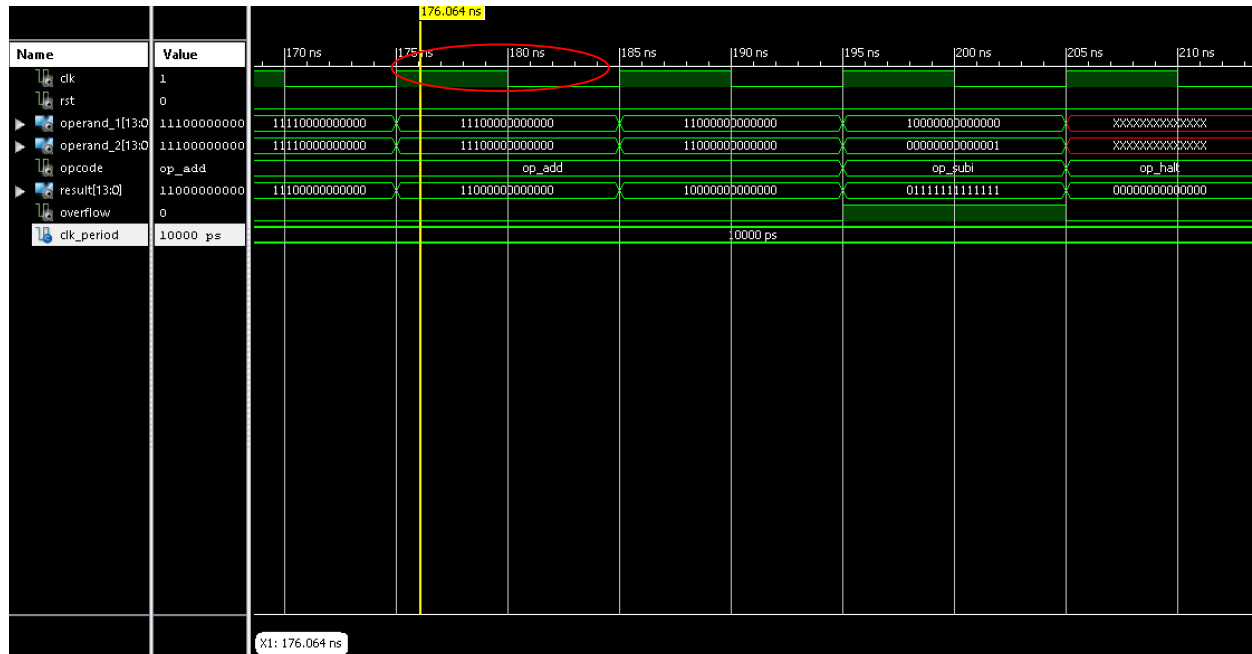 176.064 ns
Name Value |170 ns |175 ns |180 ns |185 ns |190 ns |195 ns |200 ns |205 ns |210 ns
clk 1
rst 0
operand_1[13:0 11100000000 11110000000000 11100000000000 11000000000000 10000000000000 XXXXXXXXXXXXXX
operand_2[13:0 11100000000 11110000000000 11100000000000 11000000000000 00000000000001 XXXXXXXXXXXXXX
opcode op_add op_add op_subi op_halt
result[13:0] 11000000000 11100000000000 11000000000000 10000000000000 01111111111111 00000000000000
overflow 0
clk_period 10000 ps 10000 ps
X1: 176.064 ns